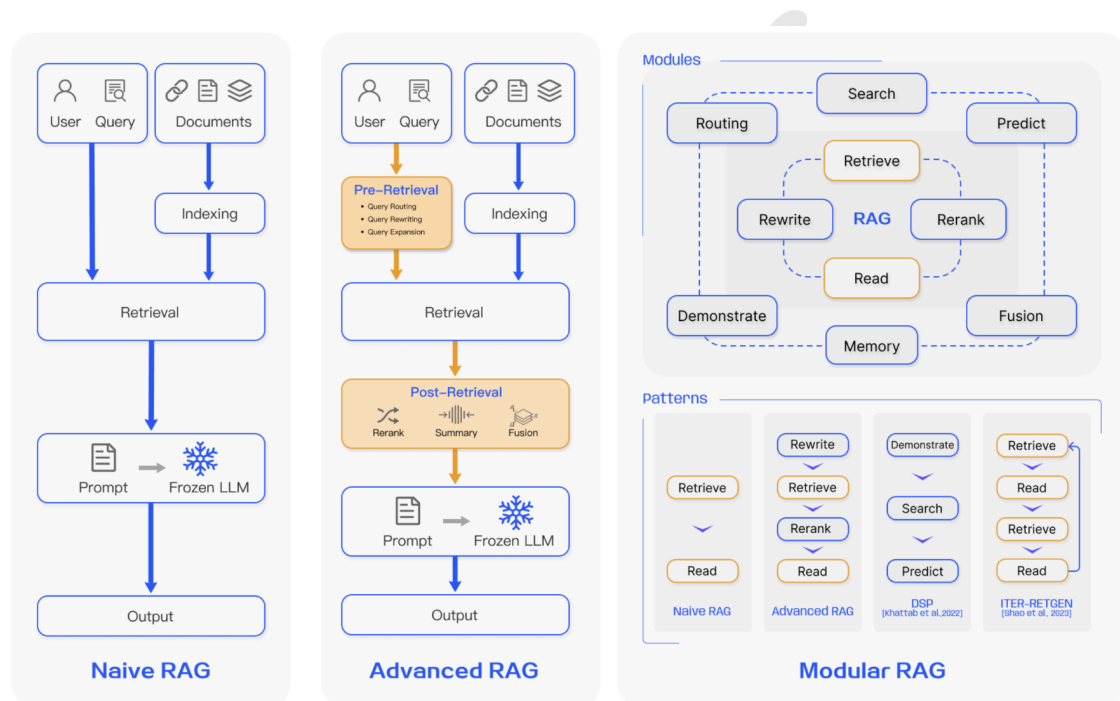 User Query
Documents
Indexing
Retrieval
Prompt
Frozen LLM
Output
Naive RAG
User Query
Documents
Pre-Retrieval
• Query Routing
• Query Rewriting
• Query Expansion
Indexing
Retrieval
Post-Retrieval
Rerank
Summary
Fusion
Prompt
Frozen LLM
Output
Advanced RAG
Modules
Search
Routing
Predict
Retrieve
Rewrite
RAG
Rerank
Read
Demonstrate
Fusion
Memory
Patterns
Retrieve
Read
Naive RAG
Rewrite
Retrieve
Rerank
Read
Advanced RAG
Demonstrate
Search
Predict
DSP
[Khattab et al.,2022]
Retrieve
Read
Retrieve
Read
ITER-RETGEN
[Shao et al., 2023]
Modular RAG